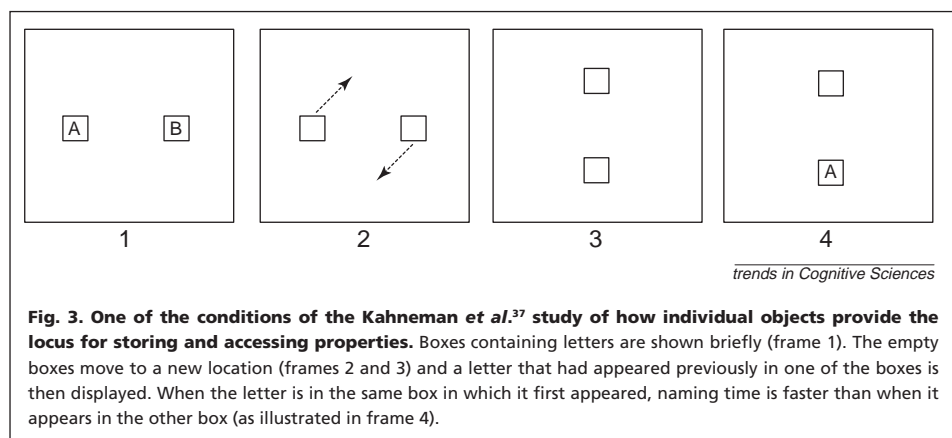 A B
A
1 2 3 4
trends in Cognitive Sciences
Fig. 3. One of the conditions of the Kahneman et al.³⁷ study of how individual objects provide the
locus for storing and accessing properties. Boxes containing letters are shown briefly (frame 1). The empty
boxes move to a new location (frames 2 and 3) and a letter that had appeared previously in one of the boxes is
then displayed. When the letter is in the same box in which it first appeared, naming time is faster than when it
appears in the other box (as illustrated in frame 4).